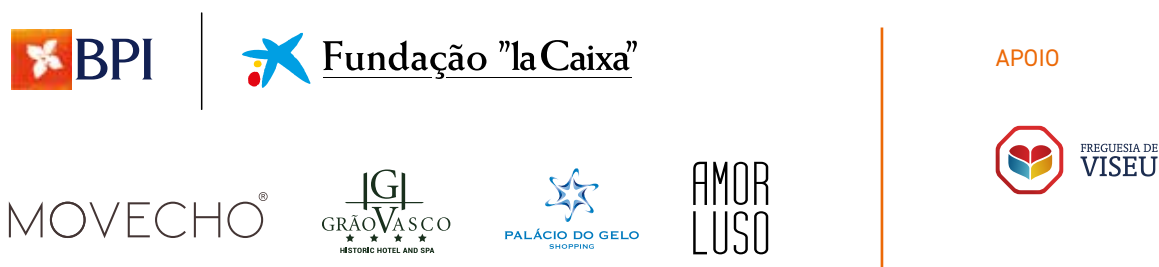 BPI
Fundação "la Caixa"
APOIO
FREGUESIA DE
VISEU
MOVECHO®
GV
GRÃO VASCO
HISTORIC HOTEL AND SPA
PALÁCIO DO GELO
SHOPPING
AMOR
LUSO